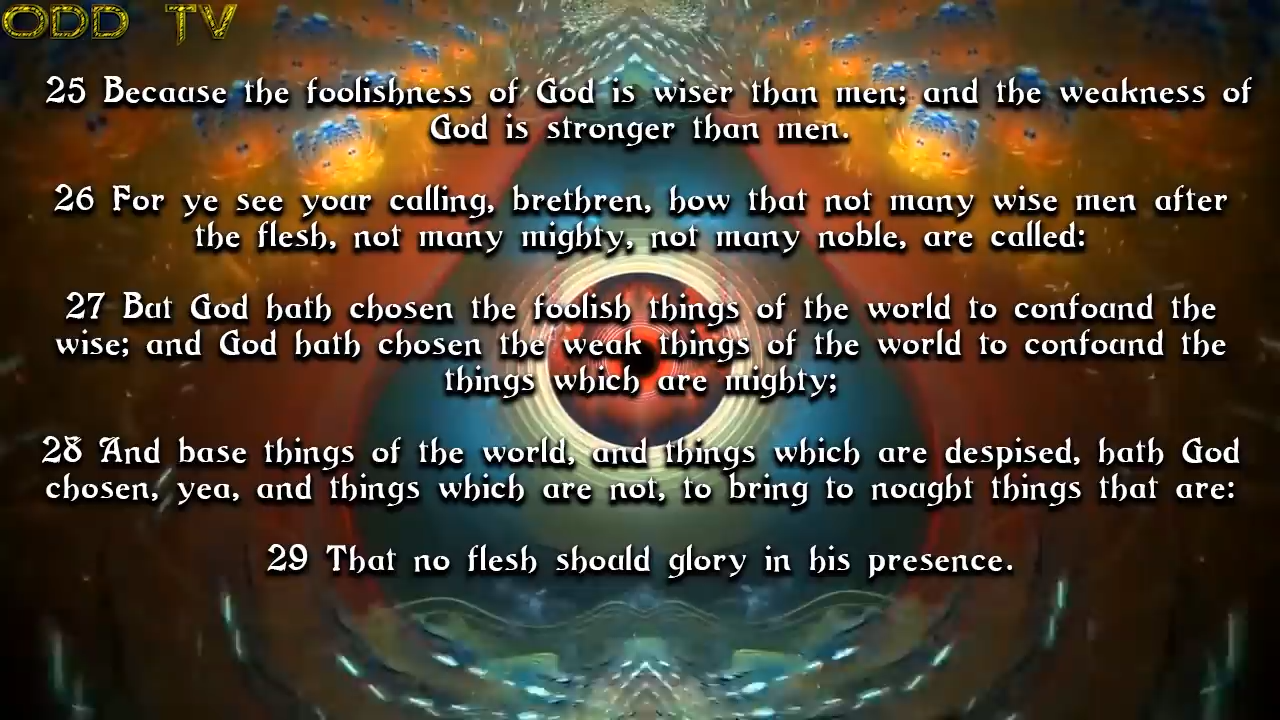 ODD TV
25 Because the foolishness of God is wiser than men; and the weakness of
God is stronger than men.
26 For ye see your calling, brethren, how that not many wise men after
the flesh, not many mighty, not many noble, are called:
27 But God hath chosen the foolish things of the world to confound the
wise; and God hath chosen the weak things of the world to confound the
things which are mighty;
28 And base things of the world, and things which are despised, hath God
chosen, yea, and things which are not, to bring to nought things that are:
29 That no flesh should glory in his presence.